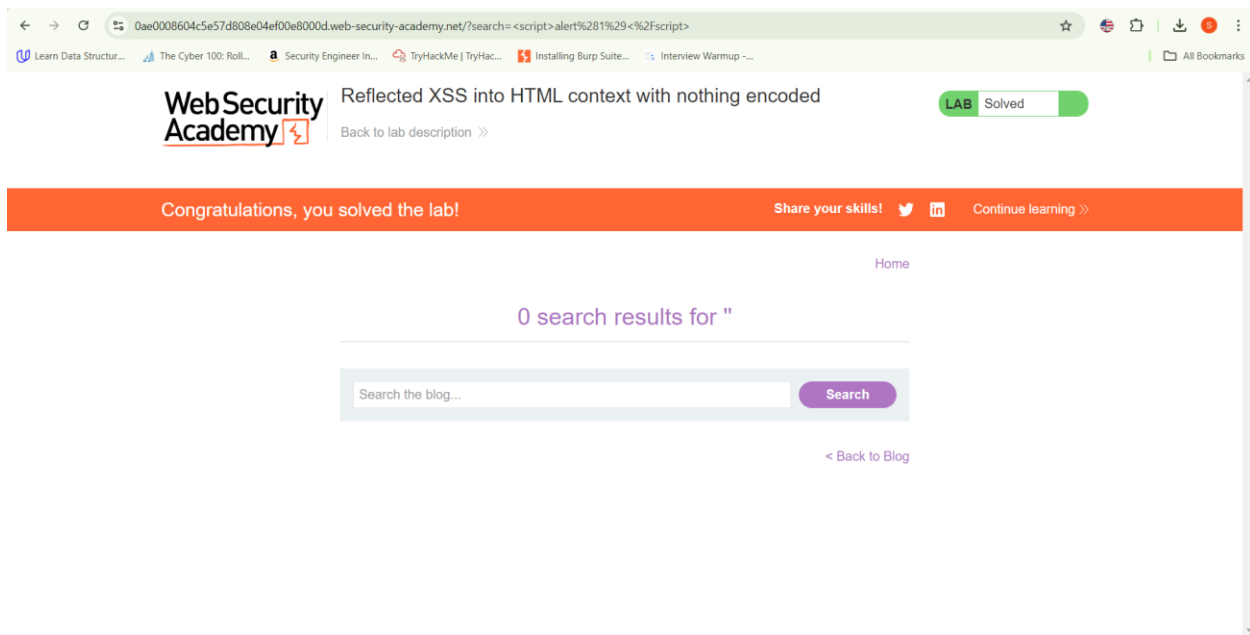 0ae0008604c5e57d808e04ef00e8000d.web-security-academy.net/?search=<script>alert%281%29<%2Fscript>
S
Learn Data Structur... The Cyber 100: Roll... a Security Engineer In... TryHackMe | TryHac... Installing Burp Suite... Interview Warmup -... All Bookmarks
Web Security
Academy
Reflected XSS into HTML context with nothing encoded
Back to lab description >>
LAB Solved
Congratulations, you solved the lab! Share your skills! in Continue learning >>
Home
0 search results for "
Search the blog... Search
< Back to Blog